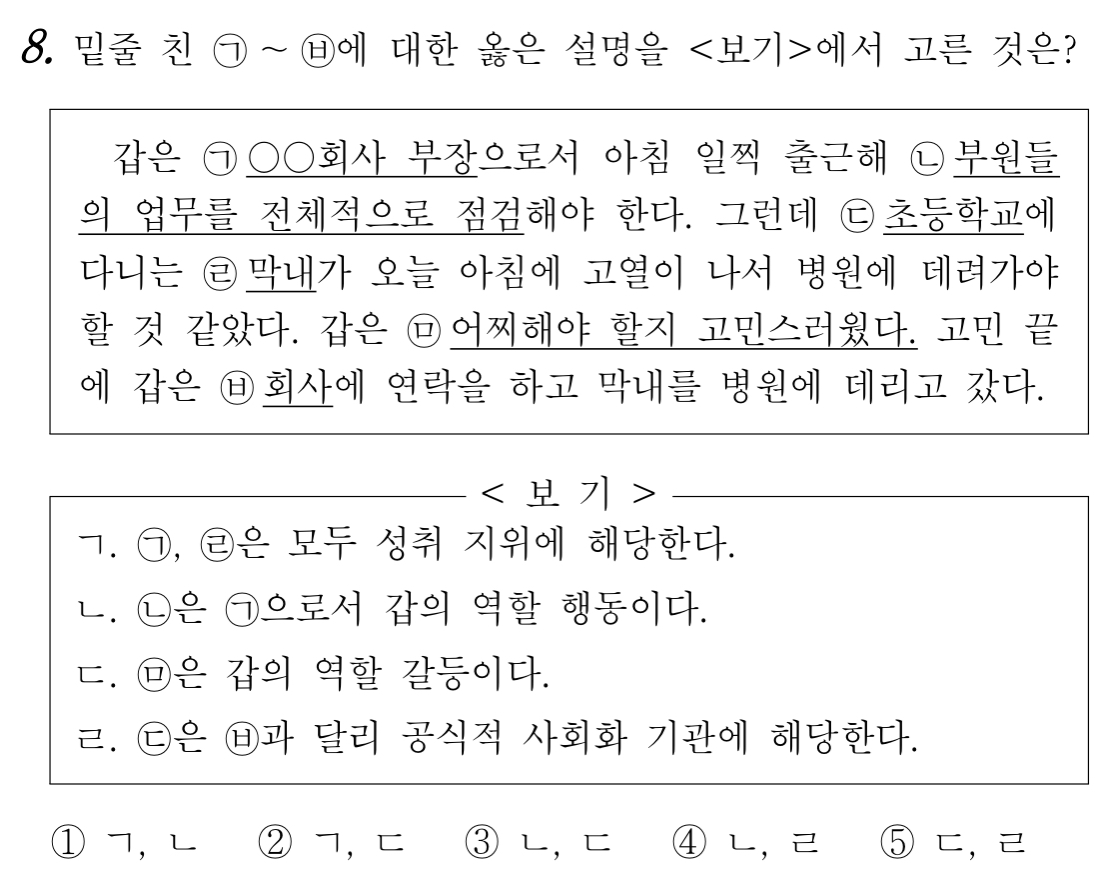 8. 밑줄 친 ㉠ ~ ㉥에 대한 옳은 설명을 <보기>에서 고른 것은?
갑은 ㉠ ○○회사 부장으로서 아침 일찍 출근해 ㉡ 부원들
의 업무를 전체적으로 점검해야 한다. 그런데 ㉢ 초등학교에
다니는 ㉣ 막내가 오늘 아침에 고열이 나서 병원에 데려가야
할 것 같았다. 갑은 ㉤ 어찌해야 할지 고민스러웠다. 고민 끝
에 갑은 ㉥ 회사에 연락을 하고 막내를 병원에 데리고 갔다.
< 보 기 >
ㄱ. ㉠, ㉣은 모두 성취 지위에 해당한다.
ㄴ. ㉡은 ㉠으로서 갑의 역할 행동이다.
ㄷ. ㉤은 갑의 역할 갈등이다.
ㄹ. ㉢은 ㉥과 달리 공식적 사회화 기관에 해당한다.
① ㄱ, ㄴ ② ㄱ, ㄷ ③ ㄴ, ㄷ ④ ㄴ, ㄹ ⑤ ㄷ, ㄹ